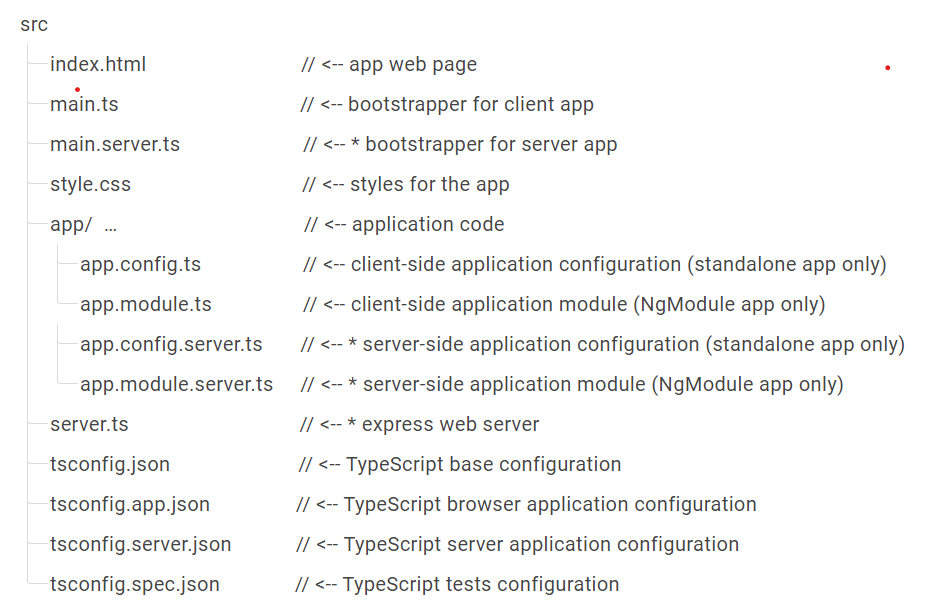 src
index.html // <-- app web page
main.ts // <-- bootstrapper for client app
main.server.ts // <-- * bootstrapper for server app
style.css // <-- styles for the app
app/ … // <-- application code
app.config.ts // <-- client-side application configuration (standalone app only)
app.module.ts // <-- client-side application module (NgModule app only)
app.config.server.ts // <-- * server-side application configuration (standalone app only)
app.module.server.ts // <-- * server-side application module (NgModule app only)
server.ts // <-- * express web server
tsconfig.json // <-- TypeScript base configuration
tsconfig.app.json // <-- TypeScript browser application configuration
tsconfig.server.json // <-- TypeScript server application configuration
tsconfig.spec.json // <-- TypeScript tests configuration